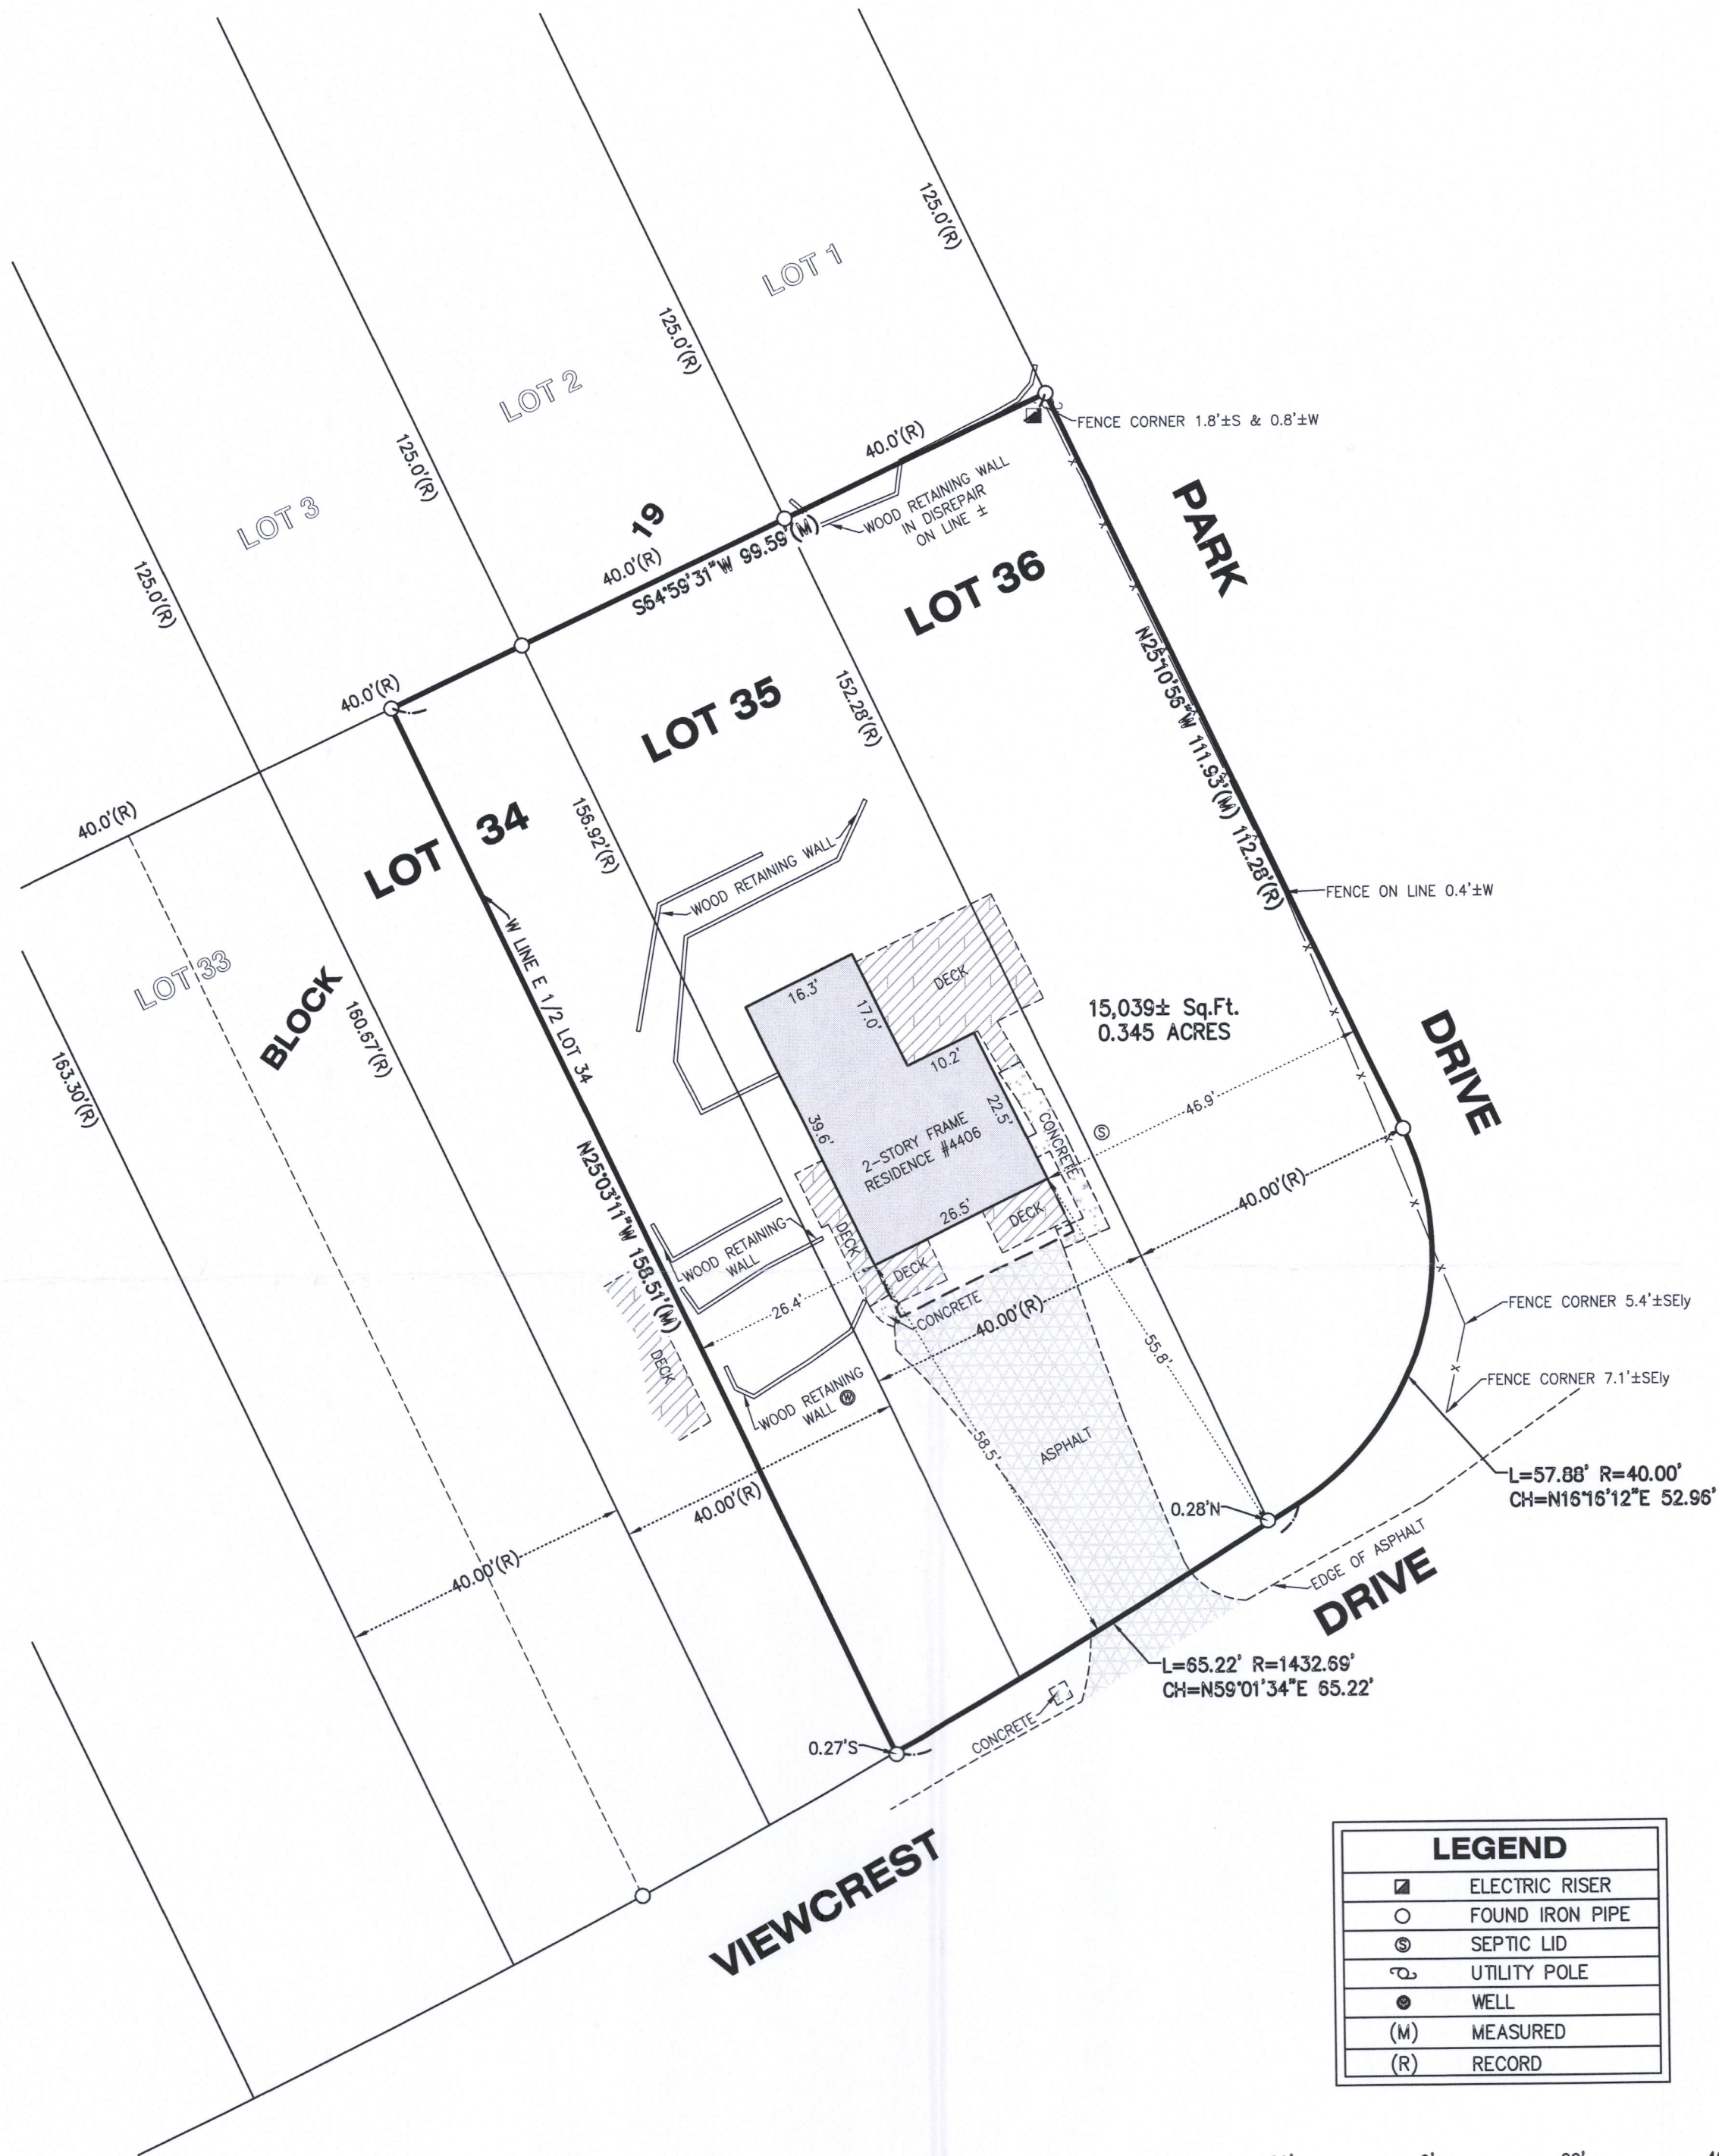 125.0'(R)
LOT 1
125.0'(R)
LOT 2
125.0'(R)
LOT 3
125.0'(R)
40.0'(R)
FENCE CORNER 1.8'±S & 0.8'±W
WOOD RETAINING WALL
IN DISREPAIR
ON LINE ±
19
40.0'(R)
S64°59'31"W 99.59'(M)
PARK
LOT 36
N25°10'56"W 111.93'(M) 112.28'(R)
40.0'(R)
LOT 35
152.28'(R)
40.0'(R)
LOT 34
156.92'(R)
WOOD RETAINING WALL
FENCE ON LINE 0.4'±W
W LINE E 1/2 LOT 34
LOT 33
BLOCK
160.67'(R)
163.30'(R)
DECK
16.3'
17.0'
10.2'
22.5'
39.6'
26.5'
2-STORY FRAME
RESIDENCE #4406
15,039± Sq.Ft.
0.345 ACRES
DRIVE
46.9'
CONCRETE
S
40.00'(R)
N25°03'11"W 158.51'(M)
DECK
DECK
DECK
WOOD RETAINING
WALL
26.4'
CONCRETE
40.00'(R)
55.8'
FENCE CORNER 5.4'±SEly
FENCE CORNER 7.1'±SEly
DECK
WOOD RETAINING
WALL W
58.5'
ASPHALT
L=57.88' R=40.00'
CH=N16°16'12"E 52.96'
40.00'(R)
0.28'N
EDGE OF ASPHALT
DRIVE
40.00'(R)
L=65.22' R=1432.69'
CH=N59°01'34"E 65.22'
CONCRETE
0.27'S
VIEWCREST
LEGEND
ELECTRIC RISER
FOUND IRON PIPE
S SEPTIC LID
UTILITY POLE
WELL
(M) MEASURED
(R) RECORD